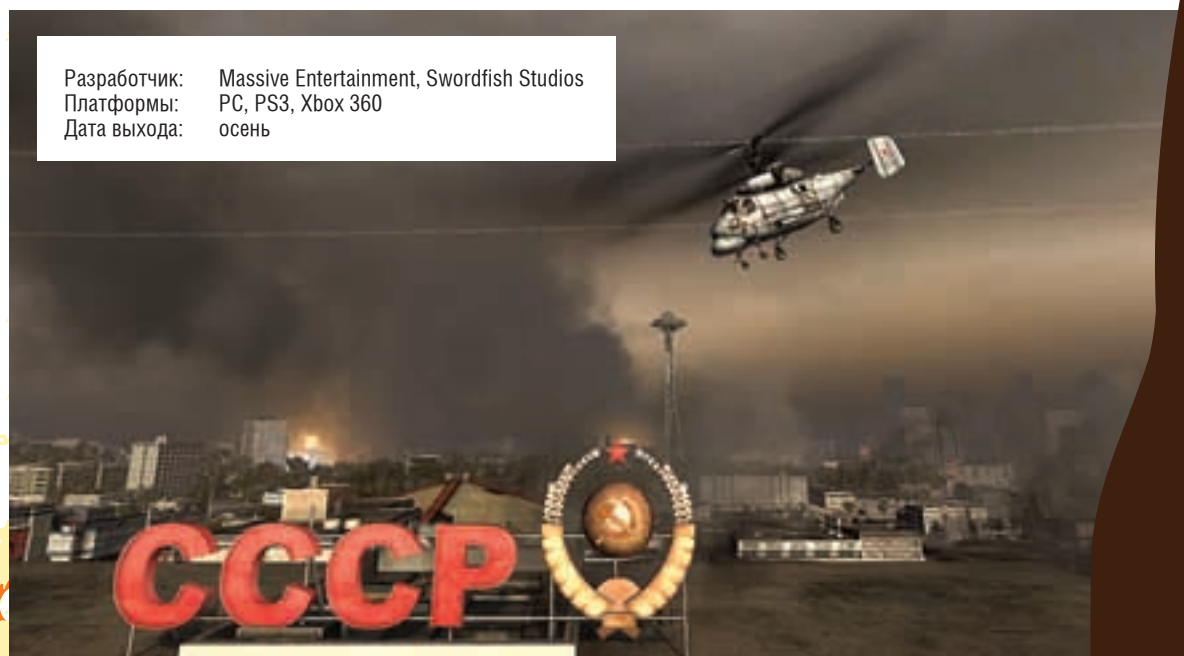 Разработчик: Massive Entertainment, Swordfish Studios
Платформы: PC, PS3, Xbox 360
Дата выхода: осень
СССР